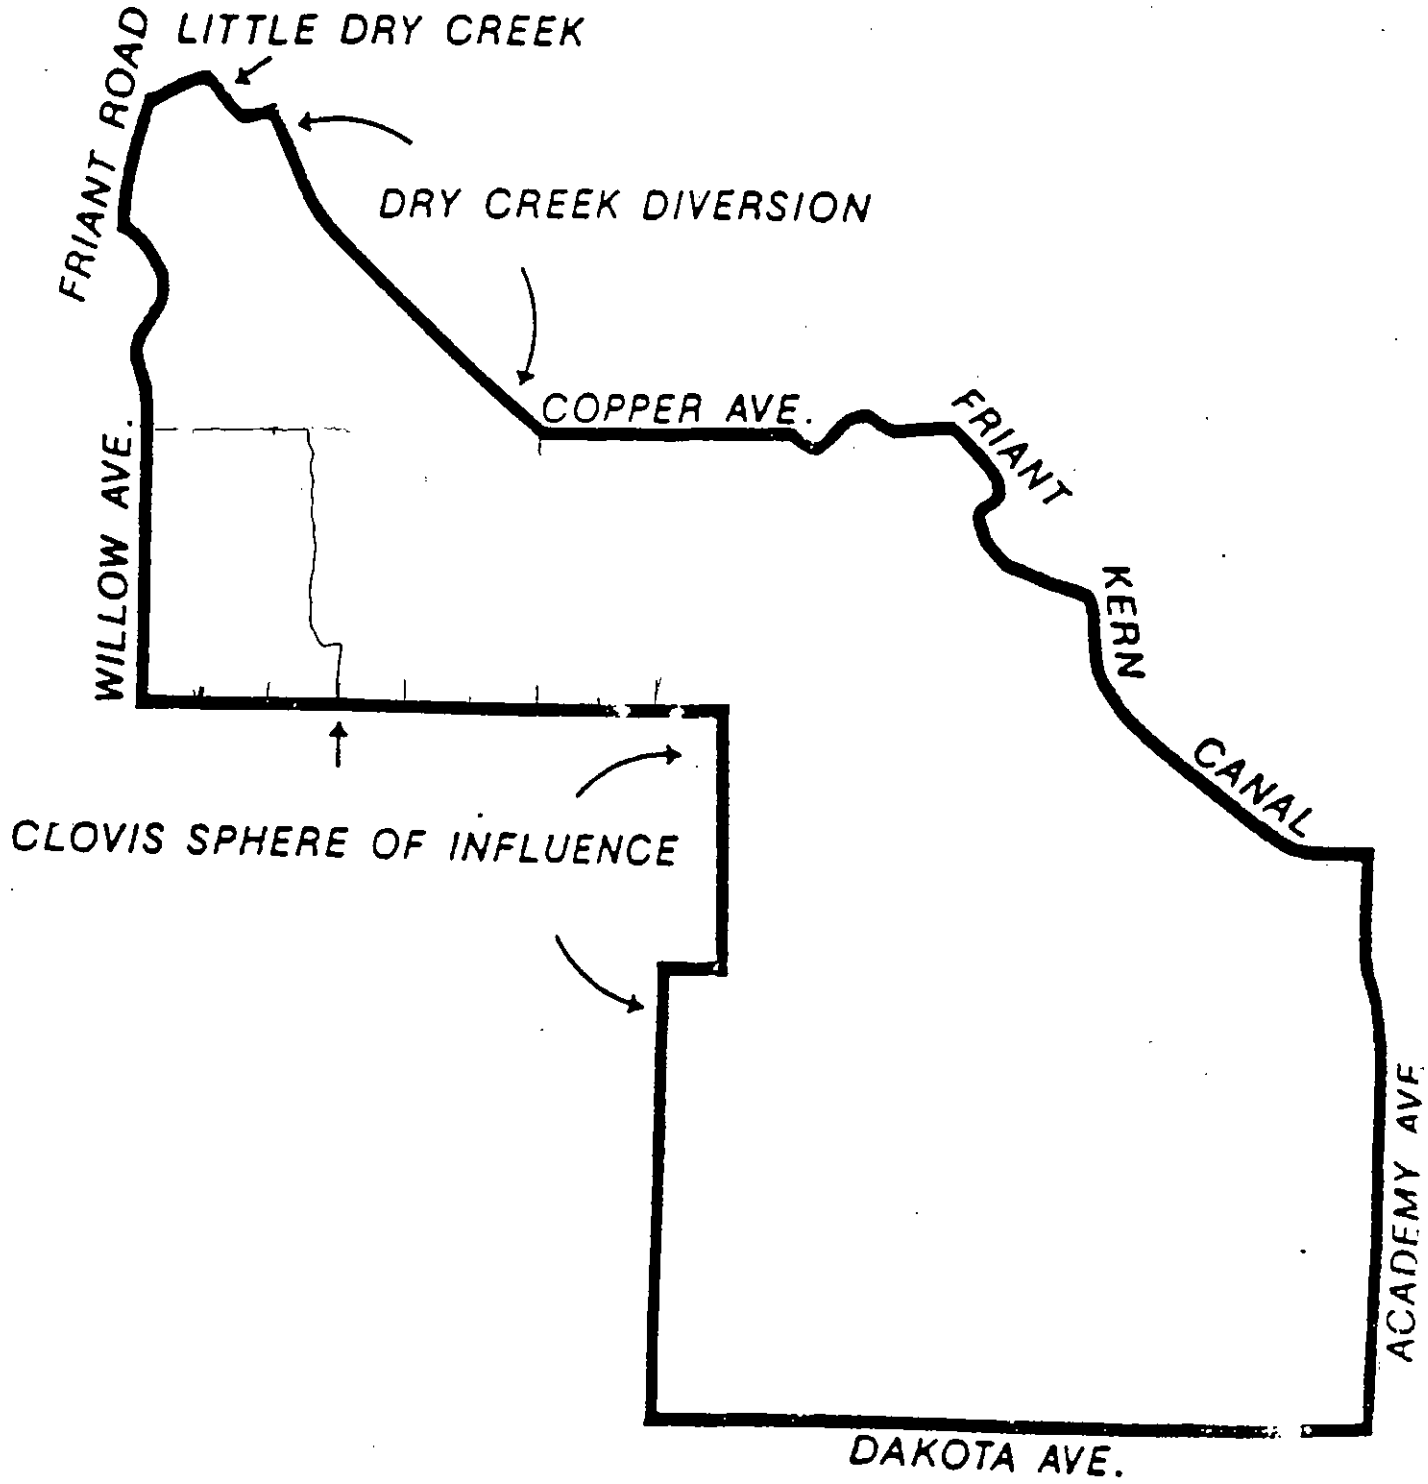 LITTLE DRY CREEK
FRIANT ROAD
DRY CREEK DIVERSION
COPPER AVE.
FRIANT
KERN
CANAL
WILLOW AVE.
CLOVIS SPHERE OF INFLUENCE
ACADEMY AVE
DAKOTA AVE.